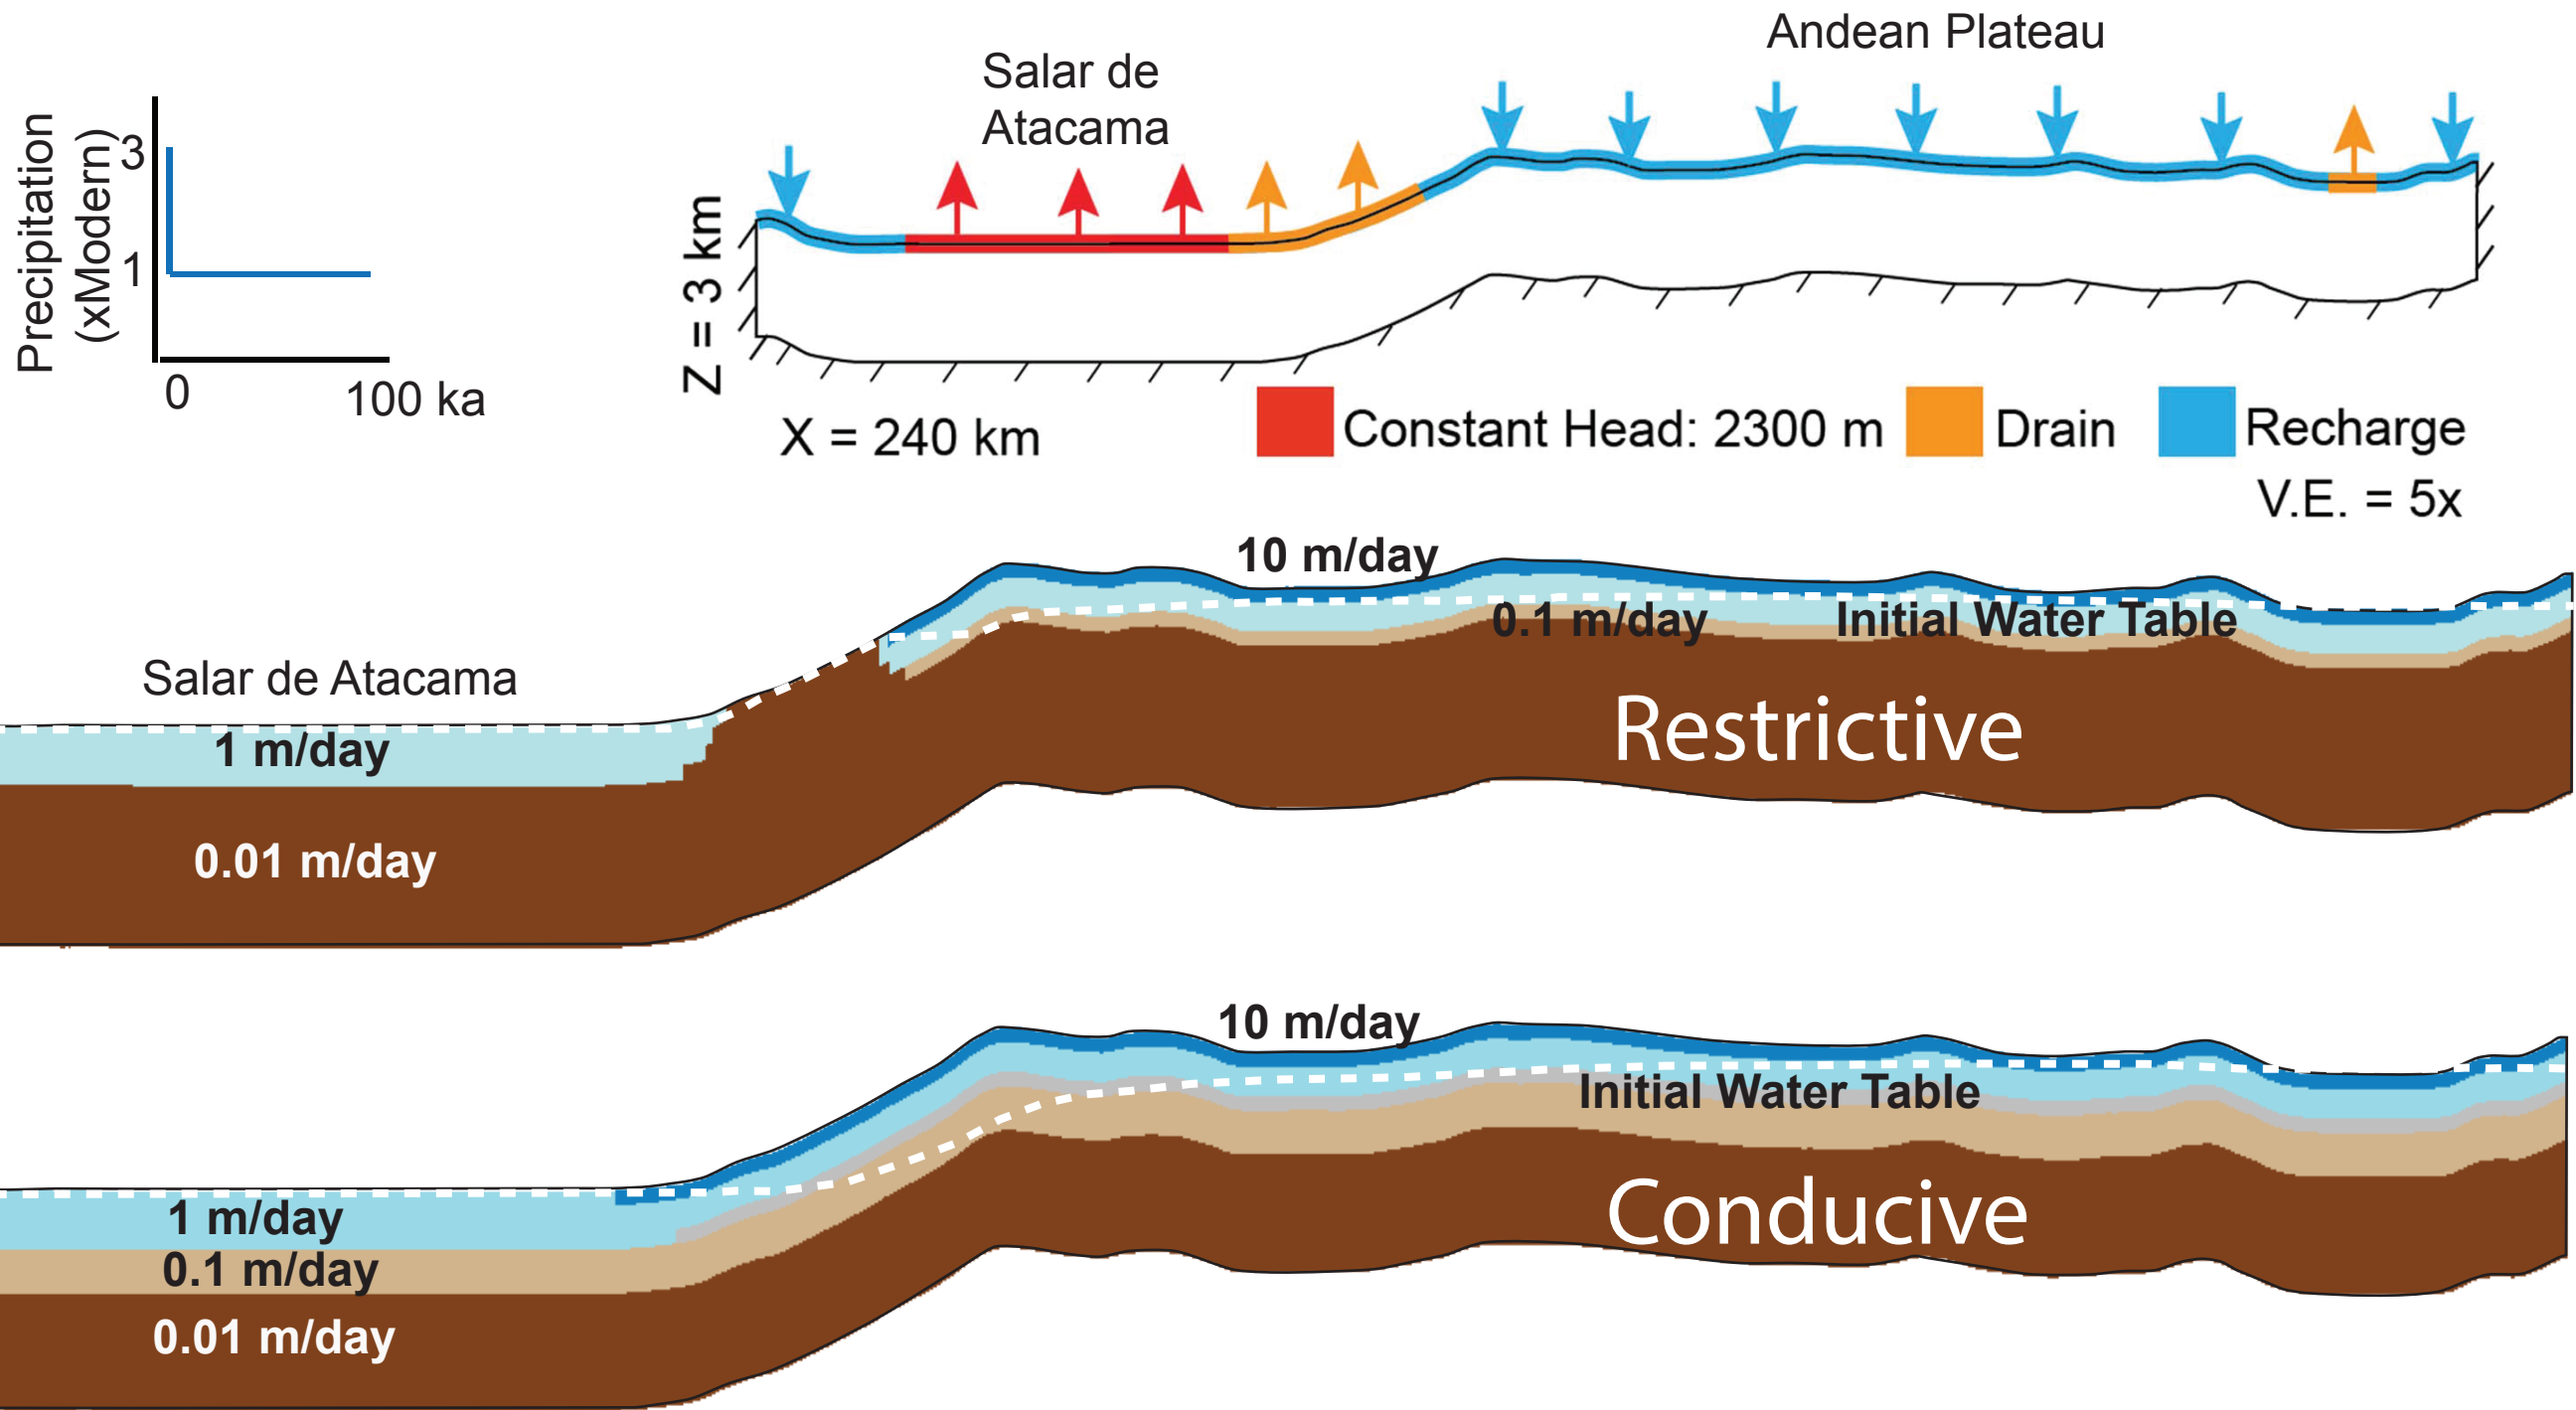 Precipitation
(xModern)
3
1
0
100 ka
Salar de
Atacama
Andean Plateau
Z = 3 km
X = 240 km
Constant Head: 2300 m
Drain
Recharge
V.E. = 5x
10 m/day
0.1 m/day
Initial Water Table
Salar de Atacama
1 m/day
Restrictive
0.01 m/day
10 m/day
Initial Water Table
1 m/day
Conducive
0.1 m/day
0.01 m/day